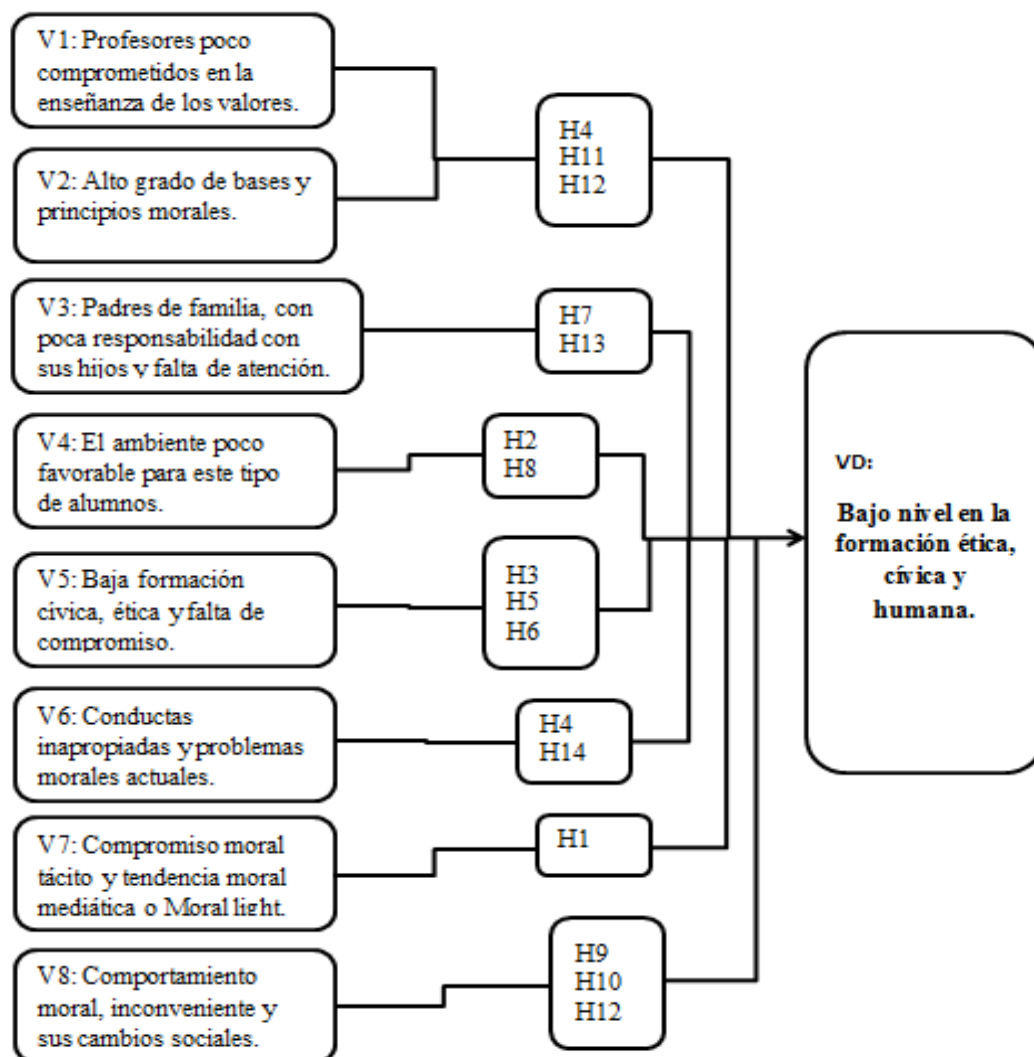 V1: Profesores poco
comprometidos en la
enseñanza de los valores.
V2: Alto grado de bases y
principios morales.
H4
H11
H12
V3: Padres de familia, con
poca responsabilidad con
sus hijos y falta de atención.
H7
H13
V4: El ambiente poco
favorable para este tipo
de alumnos.
H2
H8
V5: Baja formación
cívica, ética y falta de
compromiso.
H3
H5
H6
V6: Conductas
inapropiadas y problemas
morales actuales.
H4
H14
V7: Compromiso moral
tácito y tendencia moral
mediática o Moral light.
H1
V8: Comportamiento
moral, inconveniente y
sus cambios sociales.
H9
H10
H12
VD:
Bajo nivel en la
formación ética,
cívica y
humana.